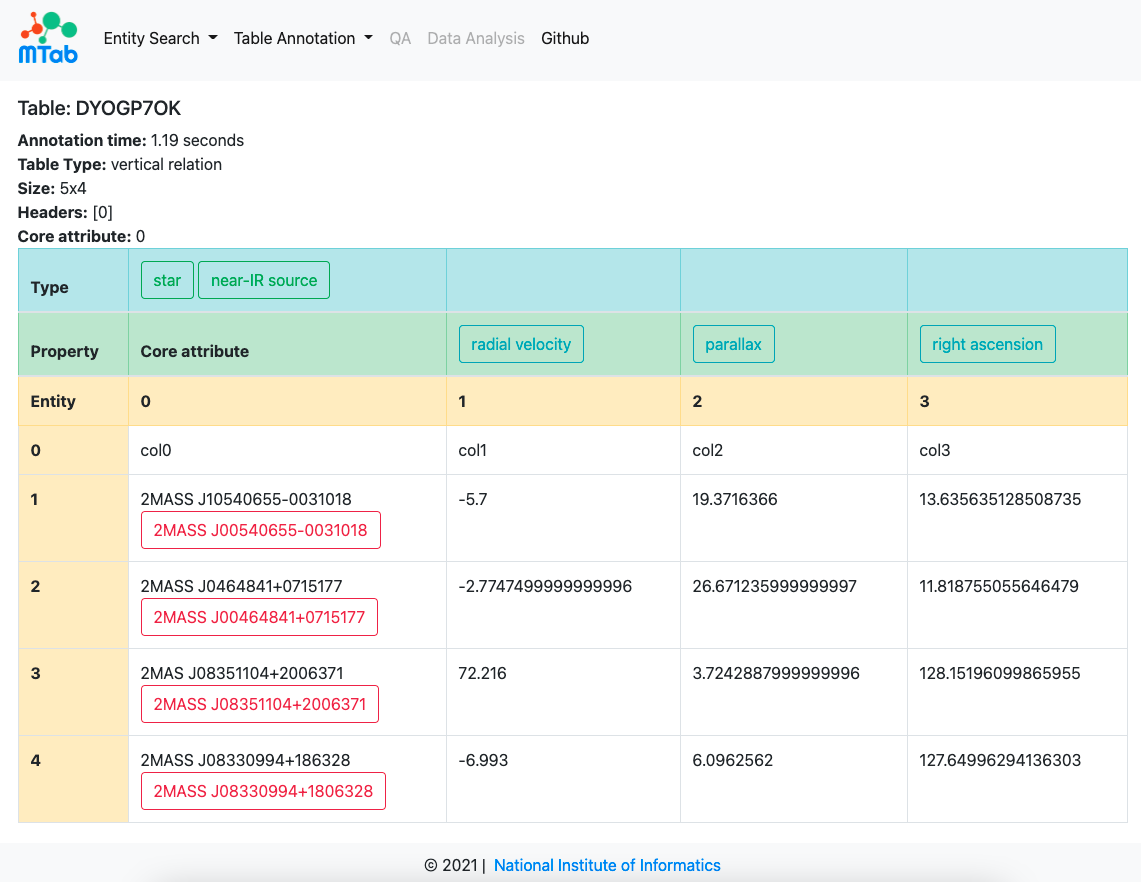 mTab Entity Search Table Annotation QA Data Analysis Github
Table: DYOGP7OK
Annotation time: 1.19 seconds
Table Type: vertical relation
Size: 5x4
Headers: [0]
Core attribute: 0
Type star near-IR source
Property Core attribute radial velocity parallax right ascension
Entity 0 1 2 3
0 col0 col1 col2 col3
1 2MASS J10540655-0031018 -5.7 19.3716366 13.635635128508735
2MASS J00540655-0031018
2 2MASS J0464841+0715177 -2.7747499999999996 26.671235999999997 11.818755055646479
2MASS J00464841+0715177
3 2MAS J08351104+2006371 72.216 3.7242887999999996 128.15196099865955
2MASS J08351104+2006371
4 2MASS J08330994+186328 -6.993 6.0962562 127.64996294136303
2MASS J08330994+1806328
© 2021 | National Institute of Informatics